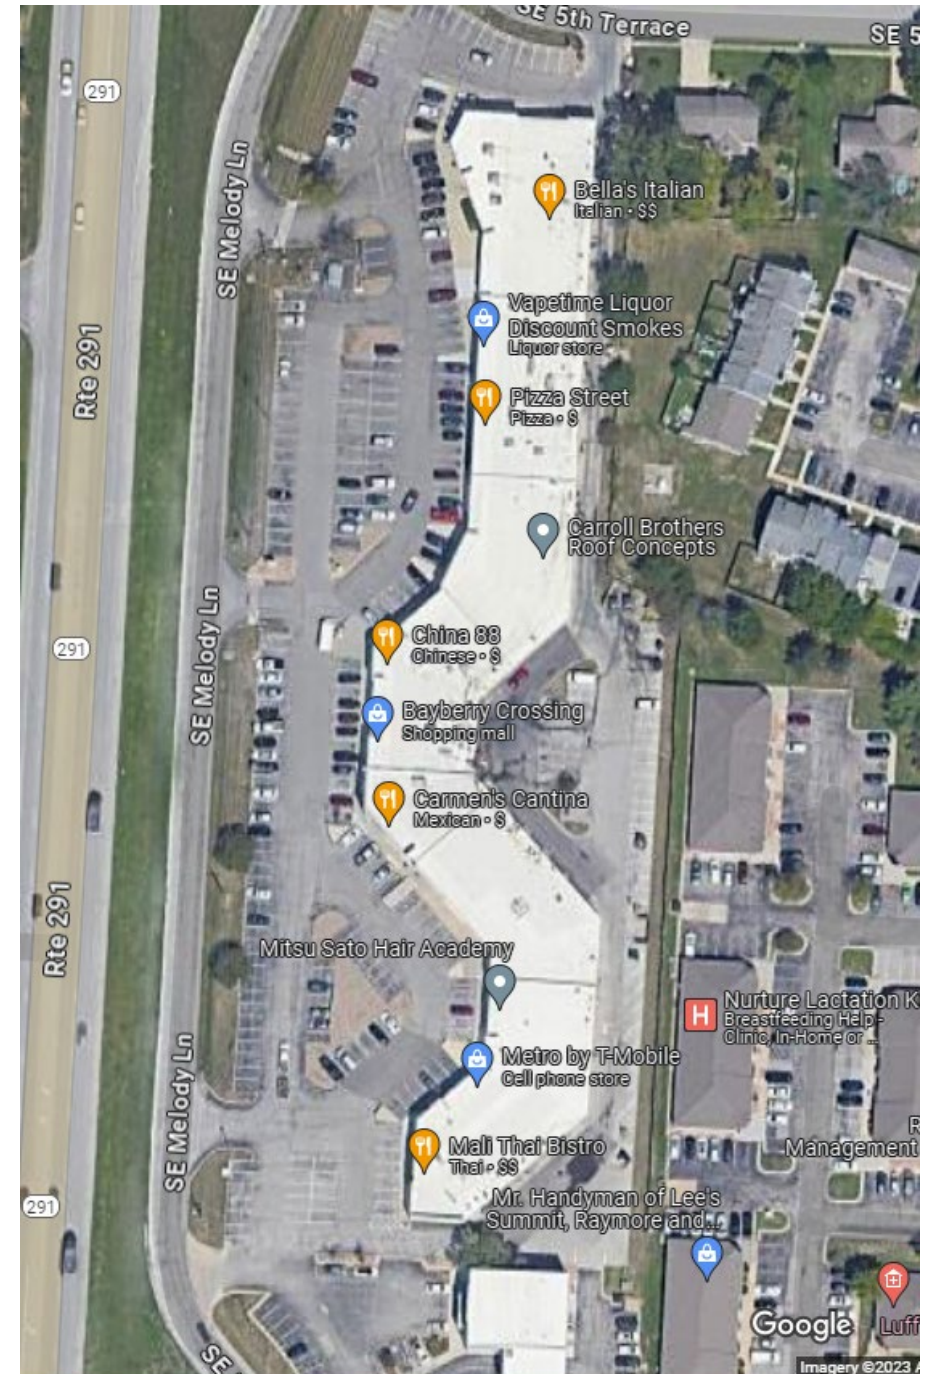 SE 5th Terrace
SE 5
291
SE Melody Ln
Bella's Italian
Italian • $$
Vapetime Liquor
Discount Smokes
Liquor store
Rte 291
Pizza Street
Pizza • $
Carroll Brothers
Roof Concepts
291
SE Melody Ln
China 88
Chinese • $
Bayberry Crossing
Shopping mall
Carmen's Cantina
Mexican • $
Rte 291
Mitsu Sato Hair Academy
H
Nurture Lactation K
Breastfeeding Help -
Clinic, In-Home or ...
Metro by T-Mobile
Cell phone store
SE Melody Ln
R
Management
Mali Thai Bistro
Thai • $$
291
Mr. Handyman of Lee's
Summit, Raymore and...
Google
Luff
SE
Imagery ©2023 A